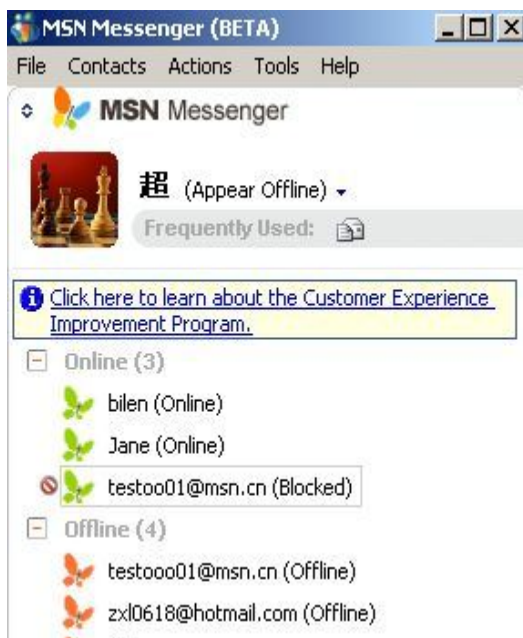 MSN Messenger (BETA)
File Contacts Actions Tools Help
MSN Messenger
超 (Appear Offline)
Frequently Used:
Click here to learn about the Customer Experience
Improvement Program.
Online (3)
bilen (Online)
Jane (Online)
testoo01@msn.cn (Blocked)
Offline (4)
testooo01@msn.cn (Offline)
zxl0618@hotmail.com (Offline)